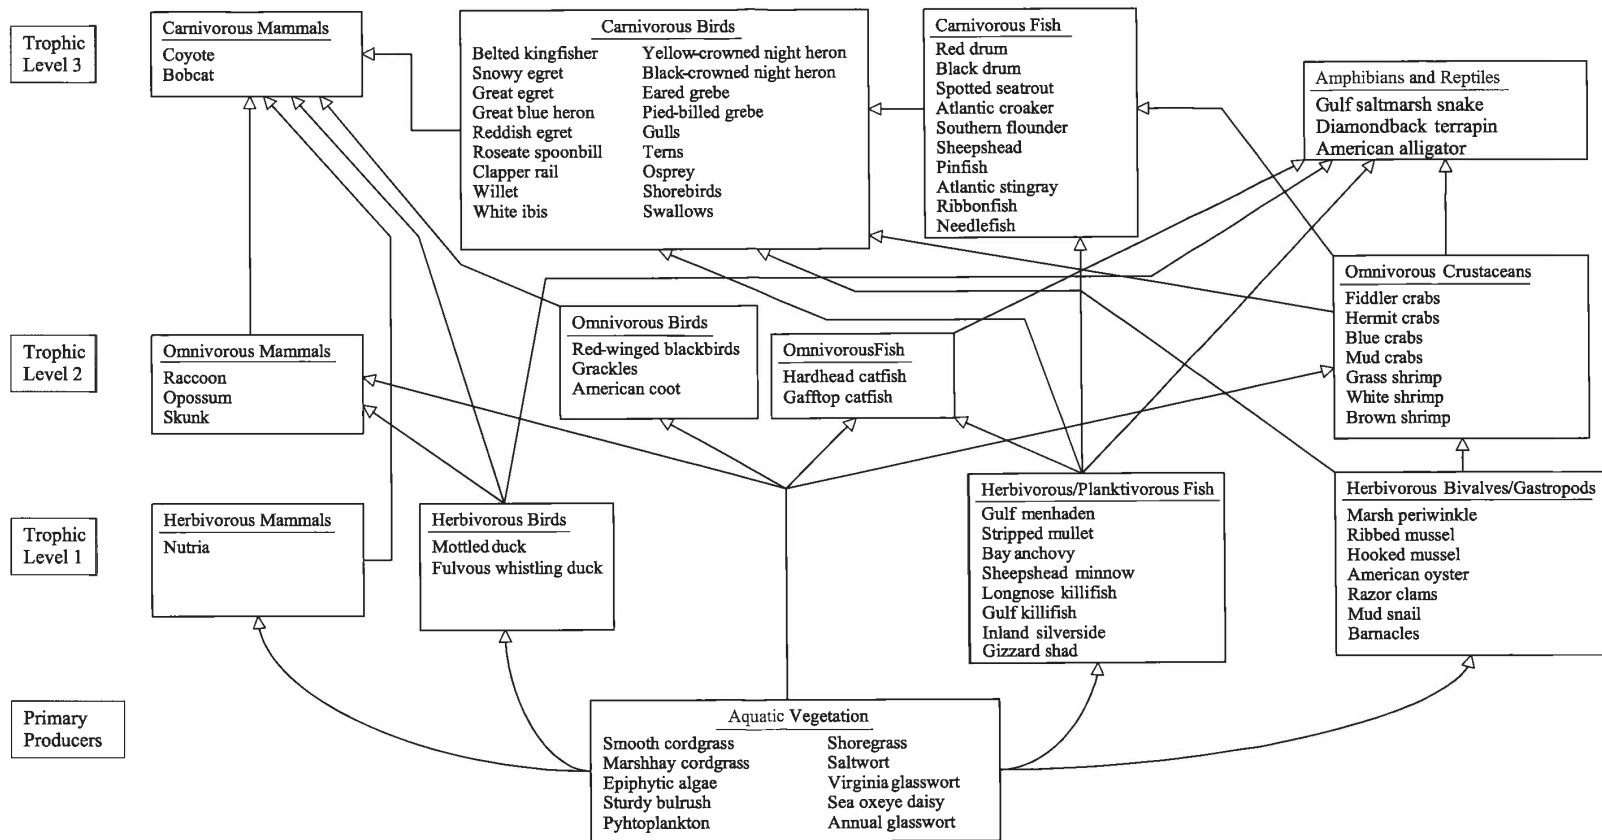 Trophic
Level 3
Carnivorous Mammals
Coyote
Bobcat
Carnivorous Birds
Belted kingfisher
Snowy egret
Great egret
Great blue heron
Reddish egret
Roseate spoonbill
Clapper rail
Willet
White ibis
Yellow-crowned night heron
Black-crowned night heron
Eared grebe
Pied-billed grebe
Gulls
Terns
Osprey
Shorebirds
Swallows
Carnivorous Fish
Red drum
Black drum
Spotted seatrout
Atlantic croaker
Southern flounder
Sheepshead
Pinfish
Atlantic stingray
Ribbonfish
Needlefish
Amphibians and Reptiles
Gulf saltmarsh snake
Diamondback terrapin
American alligator
Trophic
Level 2
Omnivorous Mammals
Raccoon
Opossum
Skunk
Omnivorous Birds
Red-winged blackbirds
Grackles
American coot
OmnivorousFish
Hardhead catfish
Gafftop catfish
Omnivorous Crustaceans
Fiddler crabs
Hermit crabs
Blue crabs
Mud crabs
Grass shrimp
White shrimp
Brown shrimp
Trophic
Level 1
Herbivorous Mammals
Nutria
Herbivorous Birds
Mottled duck
Fulvous whistling duck
Herbivorous/Planktivorous Fish
Gulf menhaden
Stripped mullet
Bay anchovy
Sheepshead minnow
Longnose killifish
Gulf killifish
Inland silverside
Gizzard shad
Herbivorous Bivalves/Gastropods
Marsh periwinkle
Ribbed mussel
Hooked mussel
American oyster
Razor clams
Mud snail
Barnacles
Primary
Producers
Aquatic Vegetation
Smooth cordgrass
Marshhay cordgrass
Epiphytic algae
Sturdy bulrush
Pyhtoplankton
Shoregrass
Saltwort
Virginia glasswort
Sea oxeye daisy
Annual glasswort